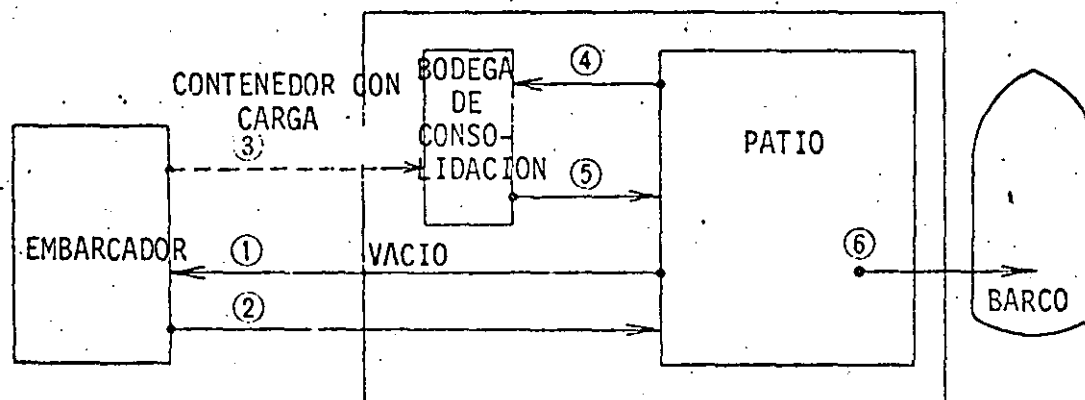 CONTENEDOR CON
CARGA
③
BODEGA
DE
CONSO-
LIDACION
④
⑤
PATIO
EMBARCADOR
①
VACIO
②
⑥
BARCO